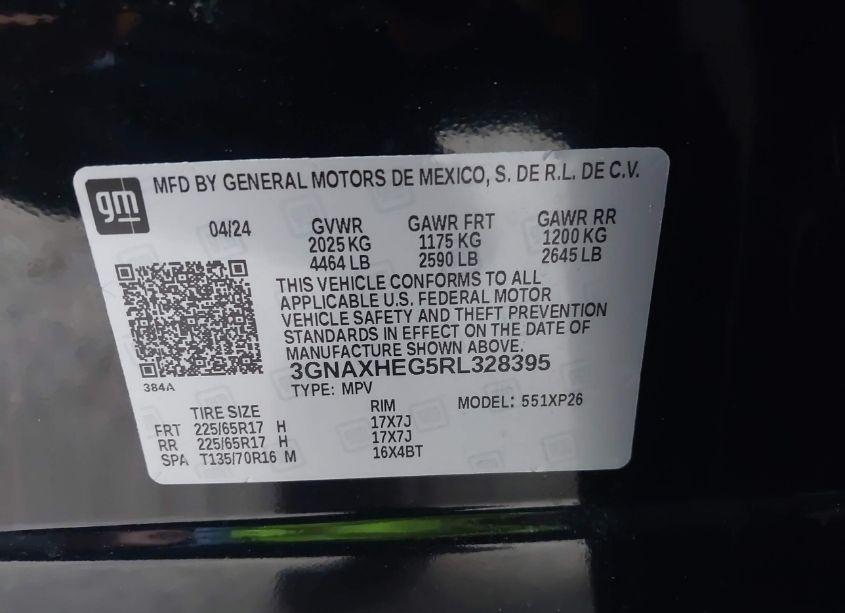 gm
MFD BY GENERAL MOTORS DE MEXICO, S. DE R.L. DE C.V.
04/24 GVWR GAWR FRT GAWR RR
2025 KG 1175 KG 1200 KG
4464 LB 2590 LB 2645 LB
THIS VEHICLE CONFORMS TO ALL
APPLICABLE U.S. FEDERAL MOTOR
VEHICLE SAFETY AND THEFT PREVENTION
STANDARDS IN EFFECT ON THE DATE OF
MANUFACTURE SHOWN ABOVE.
3GNAXHEG5RL328395
384A TYPE: MPV
TIRE SIZE RIM MODEL: 551XP26
FRT 225/65R17 H 17X7J
RR 225/65R17 H 17X7J
SPA T135/70R16 M 16X4BT